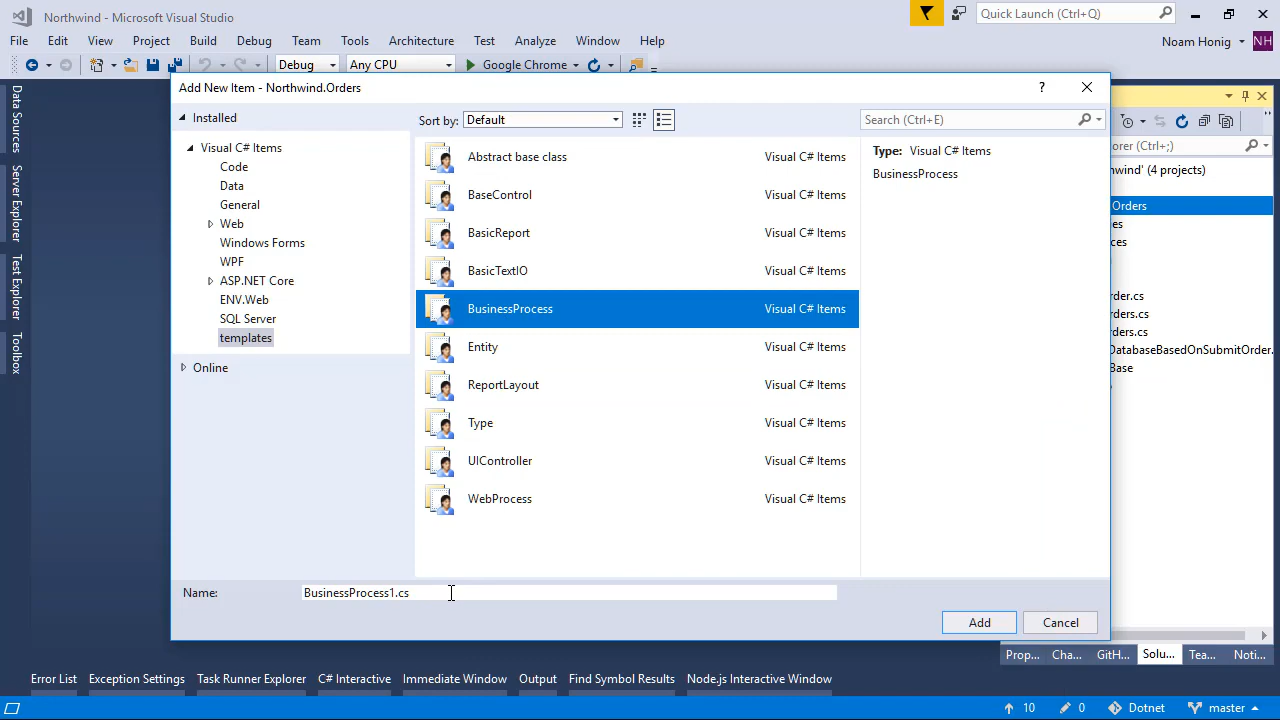 Northwind - Microsoft Visual Studio
Quick Launch (Ctrl+Q)
File Edit View Project Build Debug Team Tools Architecture Test Analyze Window Help
Noam Honig NH
Debug Any CPU Google Chrome
Add New Item - Northwind.Orders ?
Installed
Sort by: Default
Search (Ctrl+E)
Visual C# Items
Code
Data
General
Web
Windows Forms
WPF
ASP.NET Core
ENV.Web
SQL Server
templates
Online
Abstract base class Visual C# Items
BaseControl Visual C# Items
BasicReport Visual C# Items
BasicTextIO Visual C# Items
BusinessProcess Visual C# Items
Entity Visual C# Items
ReportLayout Visual C# Items
Type Visual C# Items
UIController Visual C# Items
WebProcess Visual C# Items
Type: Visual C# Items
BusinessProcess
Name: BusinessProcess1.cs
Add Cancel
Data Sources
Server Explorer
Test Explorer
Toolbox
orer (Ctrl+;)
hwind' (4 projects)
Orders
es
ces
rder.cs
rders.cs
rders.cs
DatabaseBasedOnSubmitOrder.
Base
Prop... Cha... GitH... Solu... Tea... Noti...
Error List Exception Settings Task Runner Explorer C# Interactive Immediate Window Output Find Symbol Results Node.js Interactive Window
10 0 Dotnet master